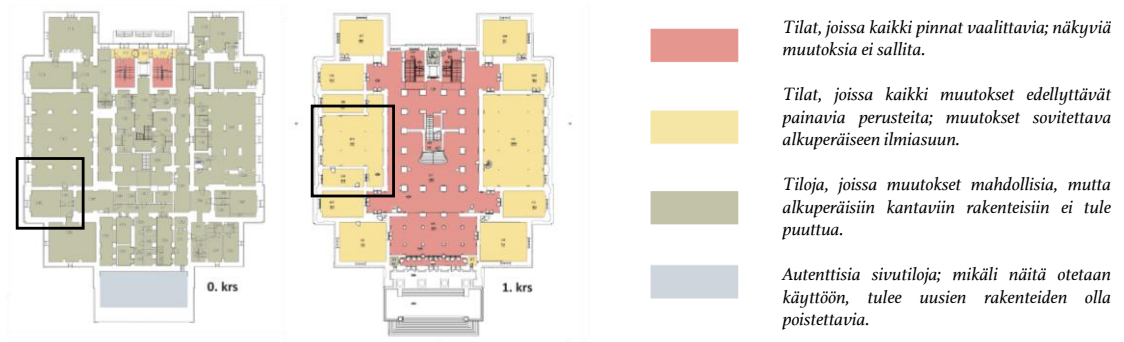 0. krs
1. krs
Tilat, joissa kaikki pinnat vaalittavia; näkyviä
muutoksia ei sallita.
Tilat, joissa kaikki muutokset edellyttävät
painavia perusteita; muutokset sovitettava
alkuperäiseen ilmiasuun.
Tiloja, joissa muutokset mahdollisia, mutta
alkuperäisiin kantaviin rakenteisiin ei tule
puuttua.
Autenttisia sivutiloja; mikäli näitä otetaan
käyttöön, tulee uusien rakenteiden olla
poistettavia.